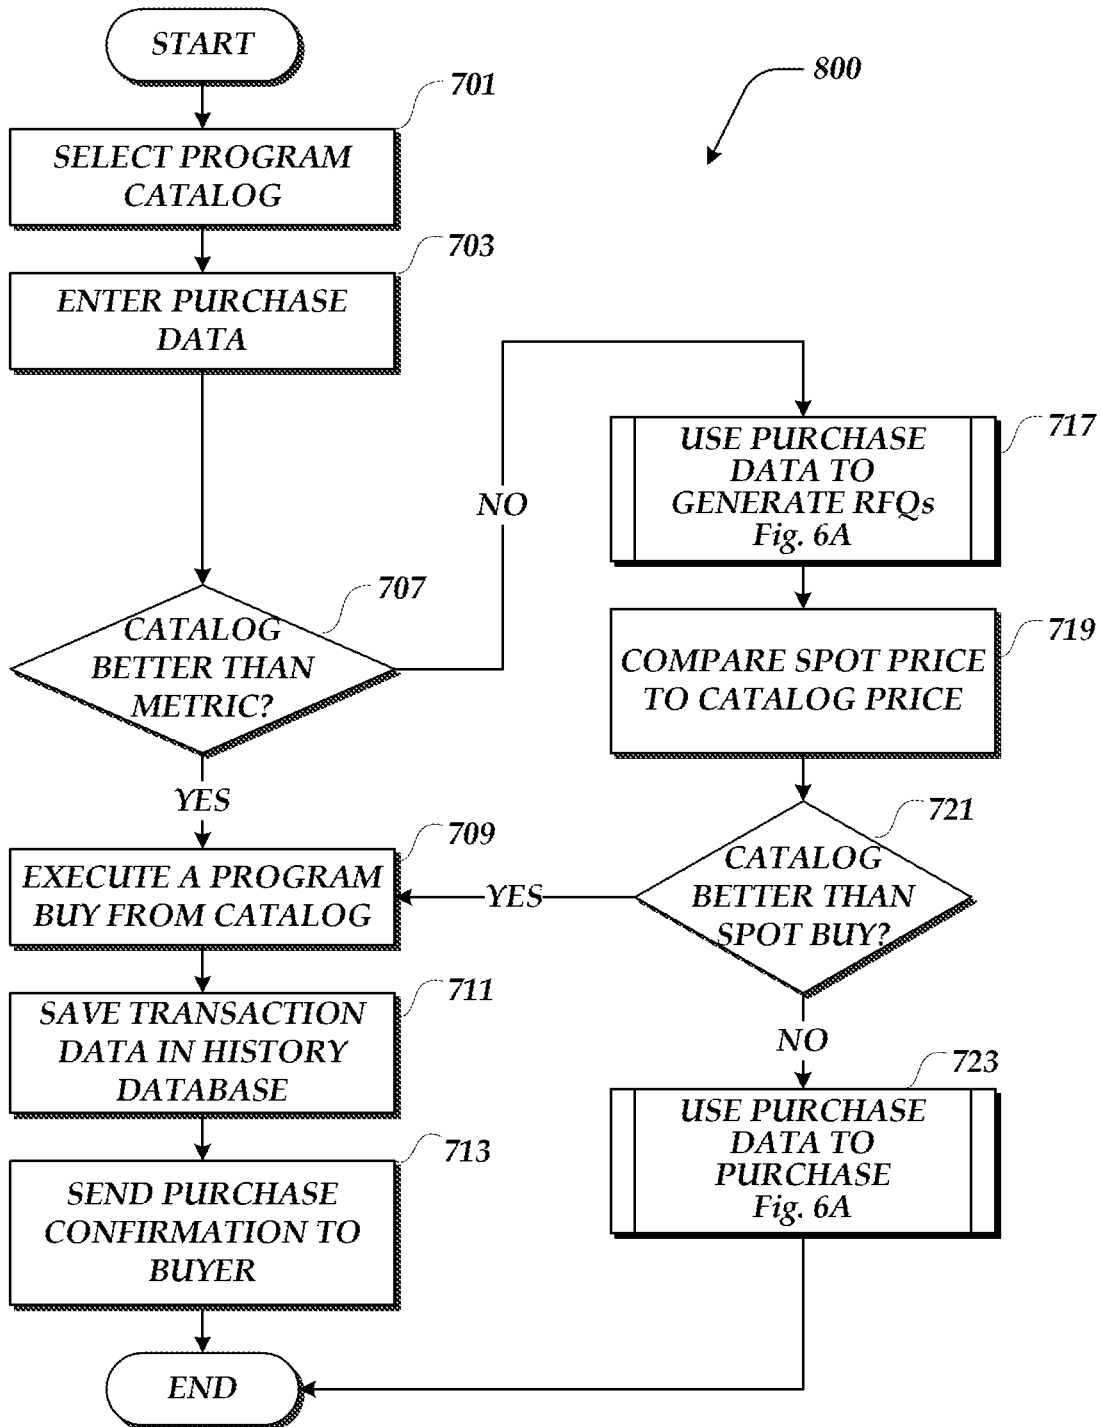 START
800
701
SELECT PROGRAM
CATALOG
703
ENTER PURCHASE
DATA
707
CATALOG
BETTER THAN
METRIC?
NO
YES
717
USE PURCHASE
DATA TO
GENERATE RFQs
Fig. 6A
719
COMPARE SPOT PRICE
TO CATALOG PRICE
721
CATALOG
BETTER THAN
SPOT BUY?
YES
NO
709
EXECUTE A PROGRAM
BUY FROM CATALOG
711
SAVE TRANSACTION
DATA IN HISTORY
DATABASE
713
SEND PURCHASE
CONFIRMATION TO
BUYER
723
USE PURCHASE
DATA TO
PURCHASE
Fig. 6A
END